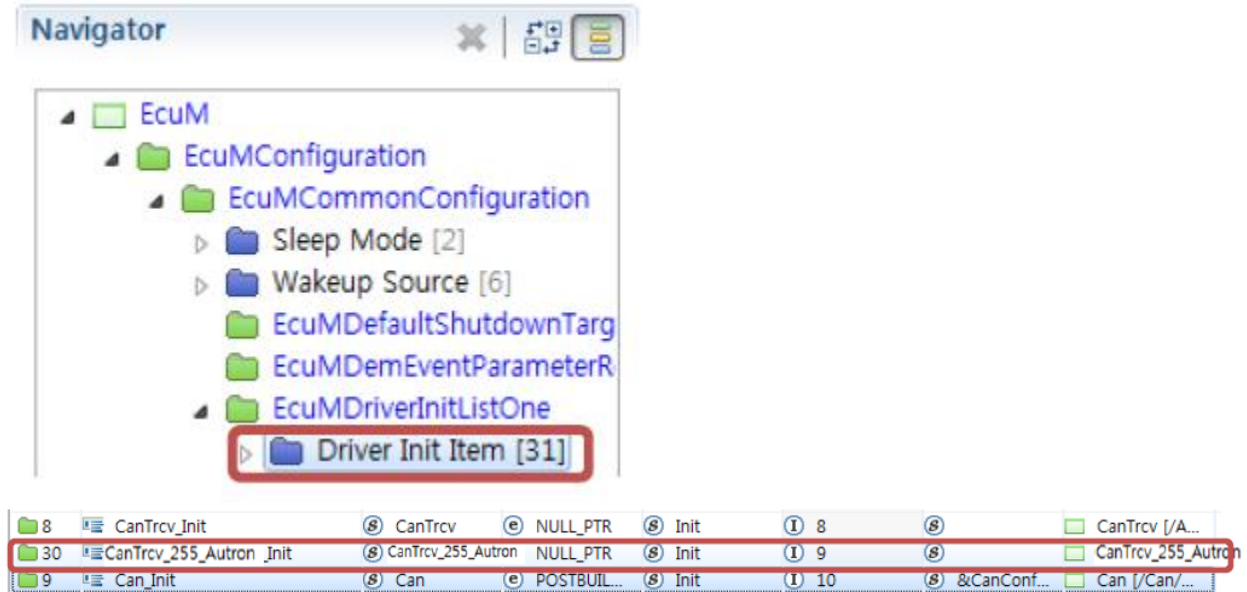 Navigator
EcuM
EcuMConfiguration
EcuMCommonConfiguration
Sleep Mode [2]
Wakeup Source [6]
EcuMDefaultShutdownTarg
EcuMDemEventParameterR
EcuMDriverInitListOne
Driver Init Item [31]
8 CanTrcv_Init S CanTrcv e NULL_PTR S Init I 8 S CanTrcv [/A...
30 CanTrcv_255_Autron _Init S CanTrcv_255_Autron NULL_PTR S Init I 9 S CanTrcv_255_Autron
9 Can_Init S Can e POSTBUIL... S Init I 10 S &CanConf... Can [/Can/...